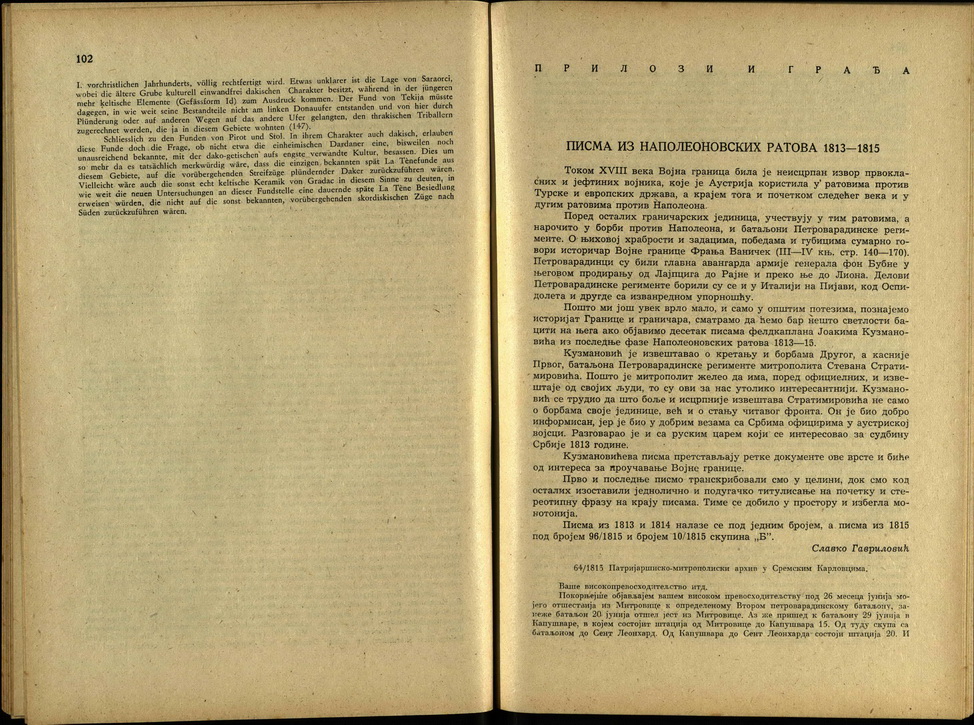 102
I. vorchristlichen Jahrhunderts, völlig rechtfertigt wird. Etwas unklarer ist die Lage von Saraorci,
wobei die ältere Grube kulturell einwandfrei dakischen Charakter besitzt, während in der jüngeren
mehr keltische Elemente (Gefässform Id) zum Ausdruck kommen. Der Fund von Tekija müsste
dagegen, in wie weit seine Bestandteile nicht am linken Donauufer entstanden und von hier durch
Plünderung oder auf anderen Wegen auf das andere Ufer gelangten, den thrakischen Triballern
zugerechnet werden, die ja in diesem Gebiete wohnten (147).
Schliesslich zu den Funden von Pirot und Stol. In ihrem Charakter auch dakisch, erlauben
diese Funde doch die Frage, ob nicht etwa die einheimischen Dardaner eine, bisweilen noch
unausreichend bekannte, mit der dako-getischen aufs engste verwandte Kultur, besassen. Dies um
so mehr da es tatsächlich merkwürdig wäre, dass die einzigen bekannten spät La Tènefunde aus
diesem Gebiete, auf die vorübergehenden Streifzüge plündernder Daker zurückzuführen wären.
Vielleicht wäre auch die sonst echt keltische Keramik von Gradac in diesem Sinne zu deuten, in
wie weit die neuen Untersuchungen an dieser Fundstelle eine dauernde späte La Tène Besiedlung
erweisen würden, die nicht auf die sonst bekannten, vorübergehenden skordiskischen Züge nach
Süden zurückzuführen wären.
ПРИЛОЗИ И ГРАЂА
ПИСМА ИЗ НАПОЛЕОНОВСКИХ РАТОВА 1813—1815
Током XVIII века Војна граница била је неисцрпан извор првокла-
сних и јефтиних војника, које је Аустрија користила у ратовима против
Турске и европских држава, а крајем тога и почетком следећег века и у
дугим ратовима против Наполеона.
Поред осталих граничарских јединица, учествују у тим ратовима, а
нарочито у борби против Наполеона, и батаљони Петроварадинске реги-
менте. О њиховој храбрости и задацима, победама и губицима сумарно го-
вори историчар Војне границе Фрања Ваничек (III—IV књ. стр. 140—170).
Петроварадинци су били главна авангарда армије генерала фон Бубне у
његовом продирању од Лајпцига до Рајне и преко ње до Лиона. Делови
Петроварадинске регименте борили су се и у Италији на Пијави, код Оспи-
долета и другде са изванредном упорношћу.
Пошто ми још увек врло мало, и само у општим потезима, познајемо
историјат Границе и граничара, сматрамо да ћемо бар нешто светлости ба-
цити на њега ако објавимо десетак писама фелдкаплана Јоакима Кузмано-
вића из последње фазе Наполеоновских ратова 1813—15.
Кузмановић је извештавао о кретању и борбама Другог, а касније
Првог, батаљона Петроварадинске регименте митрополита Стевана Страти-
мировића. Пошто је митрополит желео да има, поред официелних, и изве-
штаје од својих људи, то су ови за нас утолико интересантнији. Кузмано-
вић се трудио да што боље и исцрпније извештава Стратимировића не само
о борбама своје јединице, већ и о стању читавог фронта. Он је био добро
информисан, јер је био у добрим везама са Србима официрима у аустриској
војсци. Разговарао је и са руским царем који се интересовао за судбину
Србије 1813 године.
Кузмановићева писма претстављају ретке документе ове врсте и биће
од интереса за проучавање Војне границе.
Прво и последње писмо транскрибовали смо у целини, док смо код
осталих изоставили једнолично и подугачко титулисање на почетку и сте-
реотипну фразу на крају писама. Тиме се добило у простору и избегла мо-
нотонија.
Писма из 1813 и 1814 налазе се под једним бројем, а писма из 1815
под бројем 96/1815 и бројем 10/1815 скупина „Б".
Славко Гавриловић
64/1815 Патријаршиско-митрополиски архив у Сремским Карловцима.
Ваше високопревосходитељство итд.
Покорњејше објављајем вашем високом превосходитељству под 26 месеца јунија мо-
јего отшествија из Митровице к определеному Втором петроварадинскому батаљону, за-
неже батаљон 20 јунија отшел јест из Митровице. Аз же пришед к батаљону 29 јунија в
Капушваре, в којем состојит штација од Митровице до Капушвара 15. Од туду скупа са
батаљоном до Сент Леонхард. Од Капушвара до Сент Леонхарда состоји штација 20. И